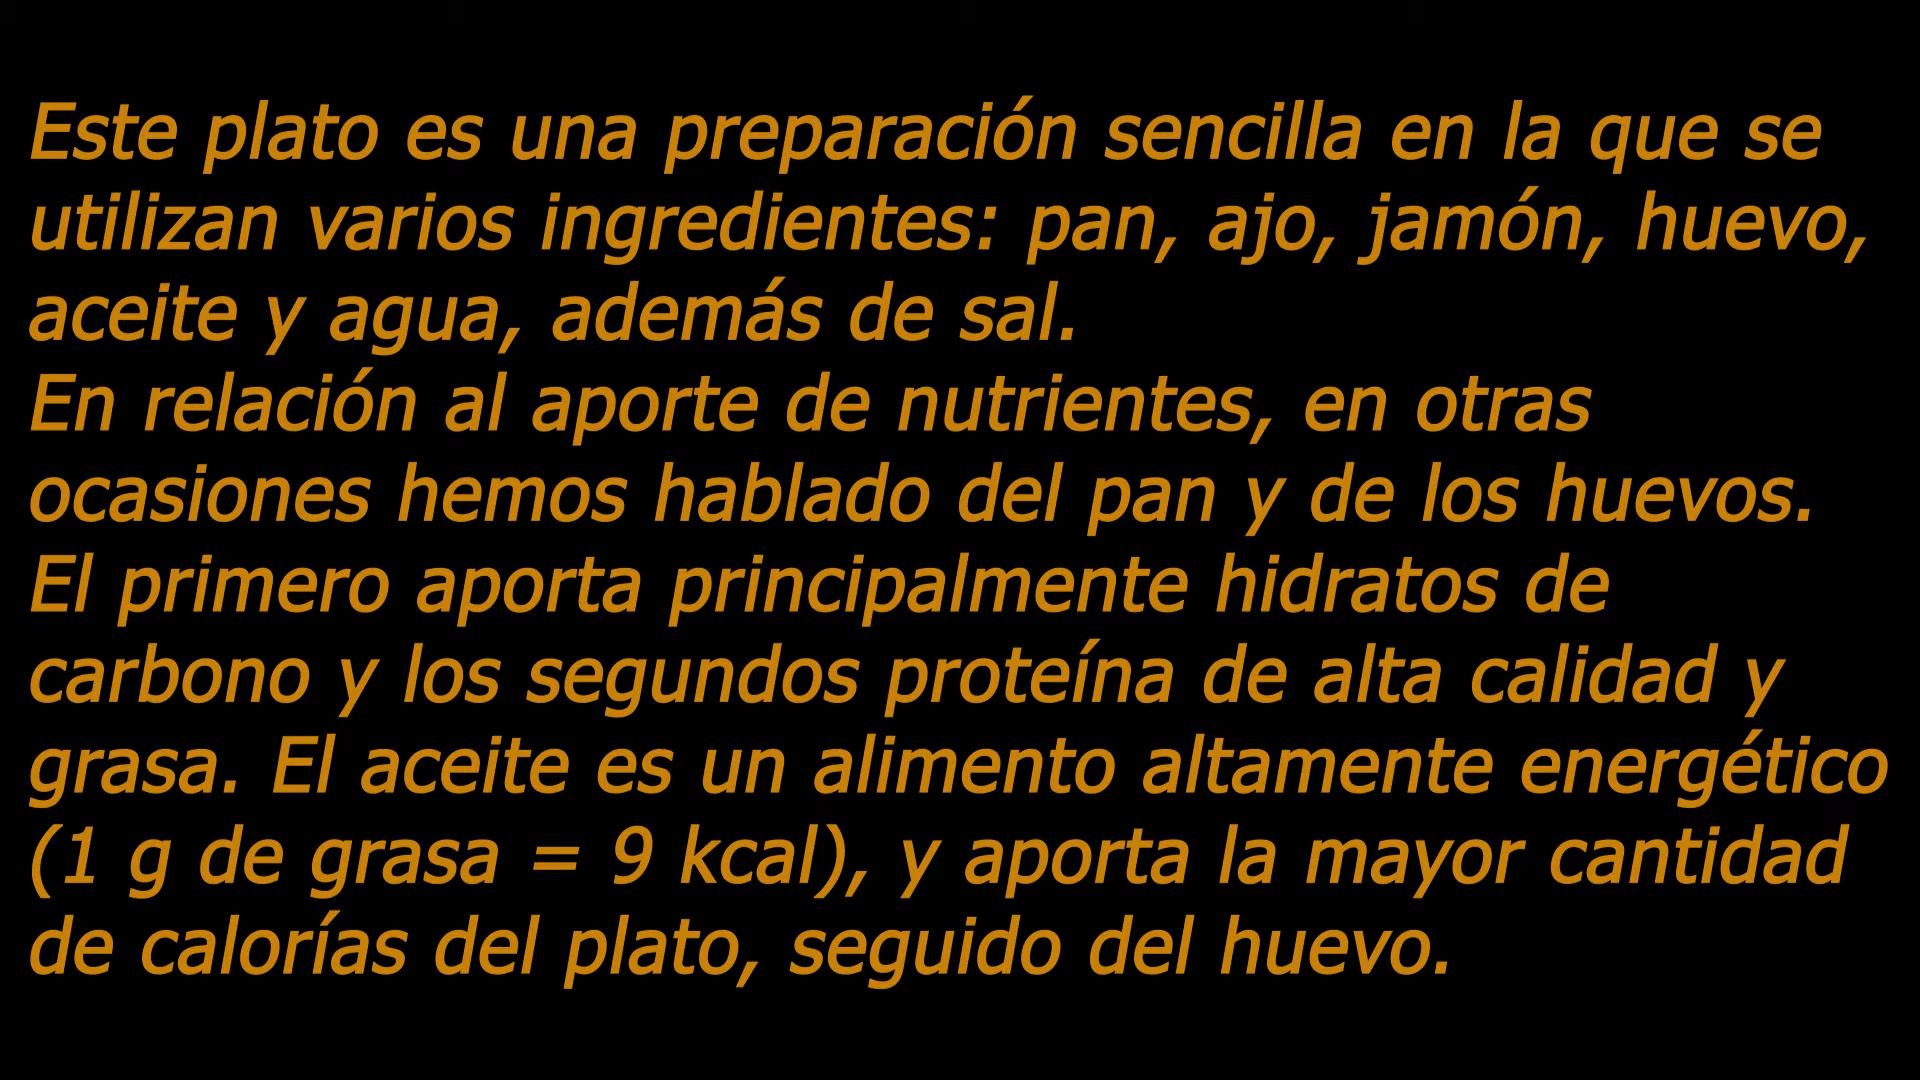 Este plato es una preparación sencilla en la que se
utilizan varios ingredientes: pan, ajo, jamón, huevo,
aceite y agua, además de sal.
En relación al aporte de nutrientes, en otras
ocasiones hemos hablado del pan y de los huevos.
El primero aporta principalmente hidratos de
carbono y los segundos proteína de alta calidad y
grasa. El aceite es un alimento altamente energético
(1 g de grasa = 9 kcal), y aporta la mayor cantidad
de calorías del plato, seguido del huevo.